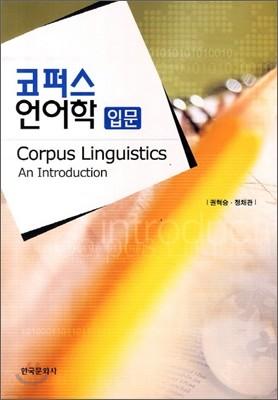 코퍼스
언어학 입문
Corpus Linguistics
An Introduction
| 권혁승 · 정채관 |
한국문화사